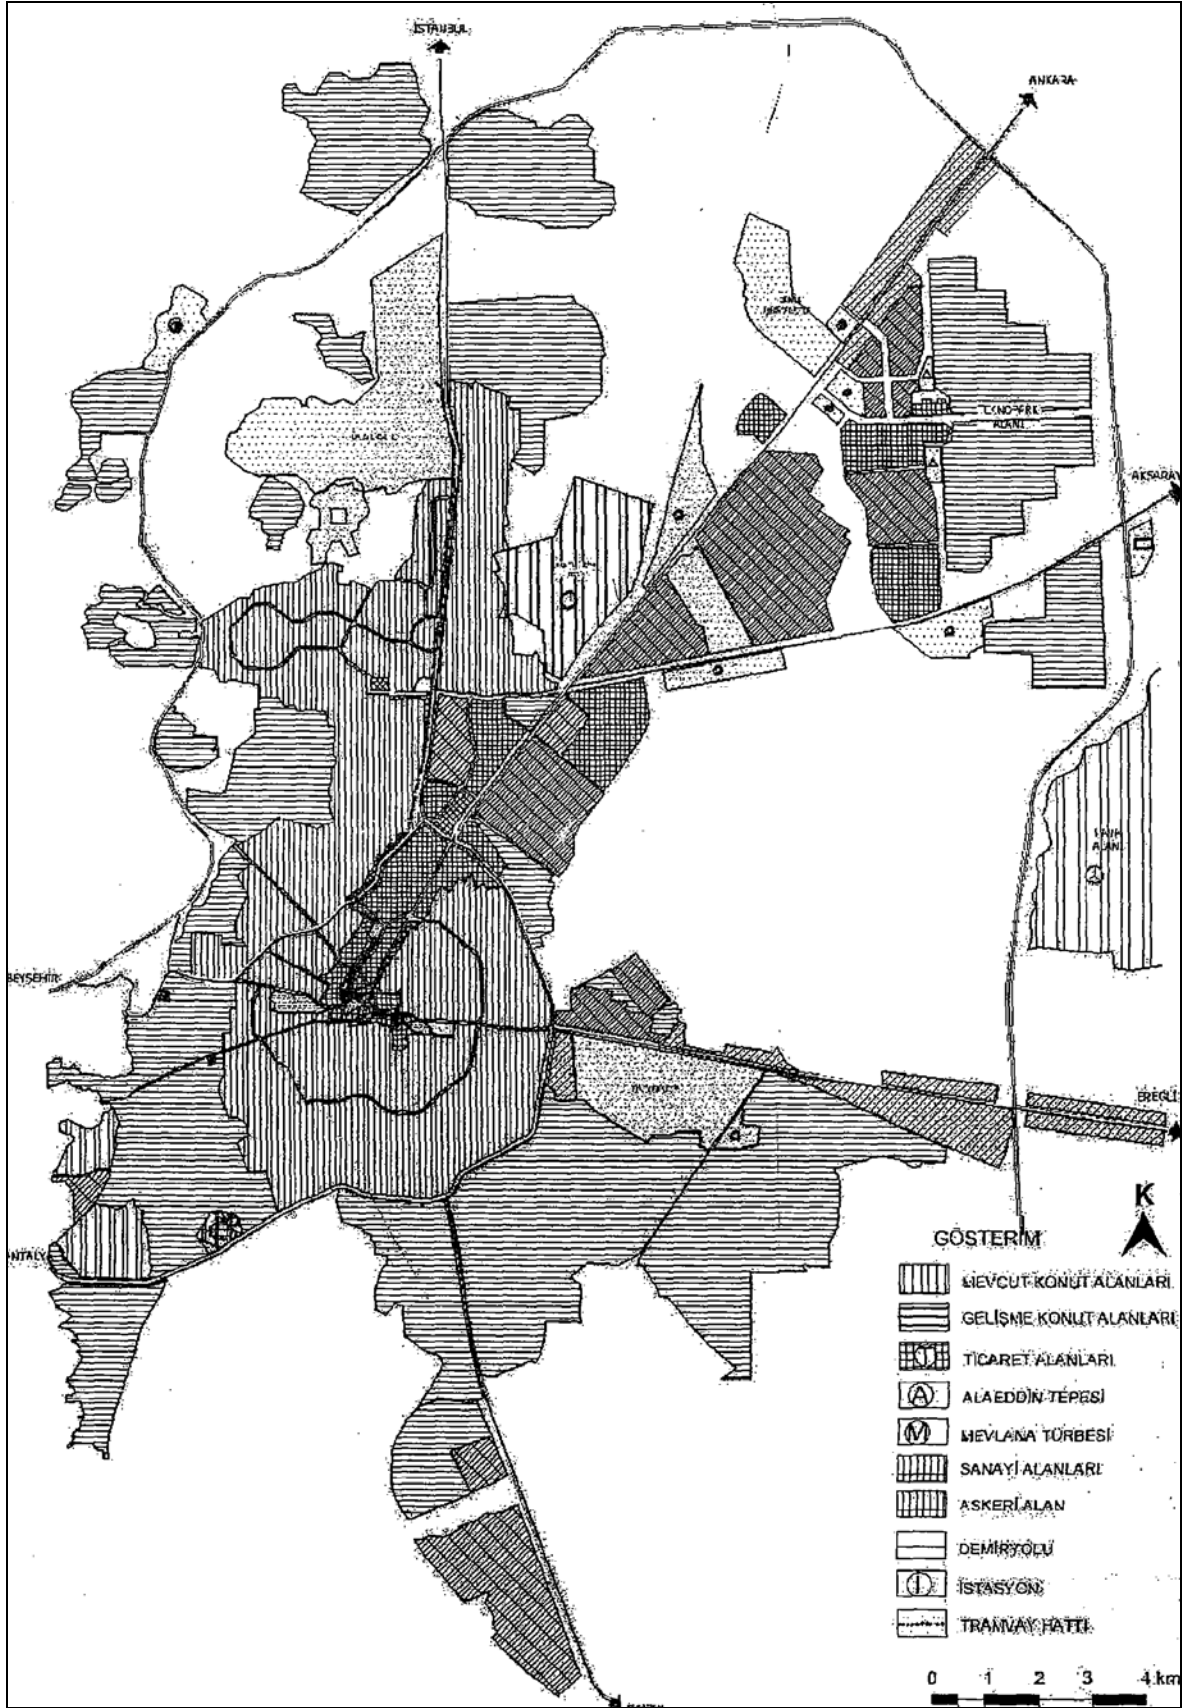 İSTANBUL
ANKARA
AKSARAY
BEYŞEHİR
EREĞLİ
K
GÖSTERİM
MEVCUT KONUT ALANLARI
GELİŞME KONUT ALANLARI
TİCARET ALANLARI
A ALAEDDİN TEPESİ
M MEVLANA TÜRBESİ
SANAYİ ALANLARI
ASKERİ ALAN
DEMİRYOLU
I İSTASYON
TRAMVAY HATTI
0 1 2 3 4 km